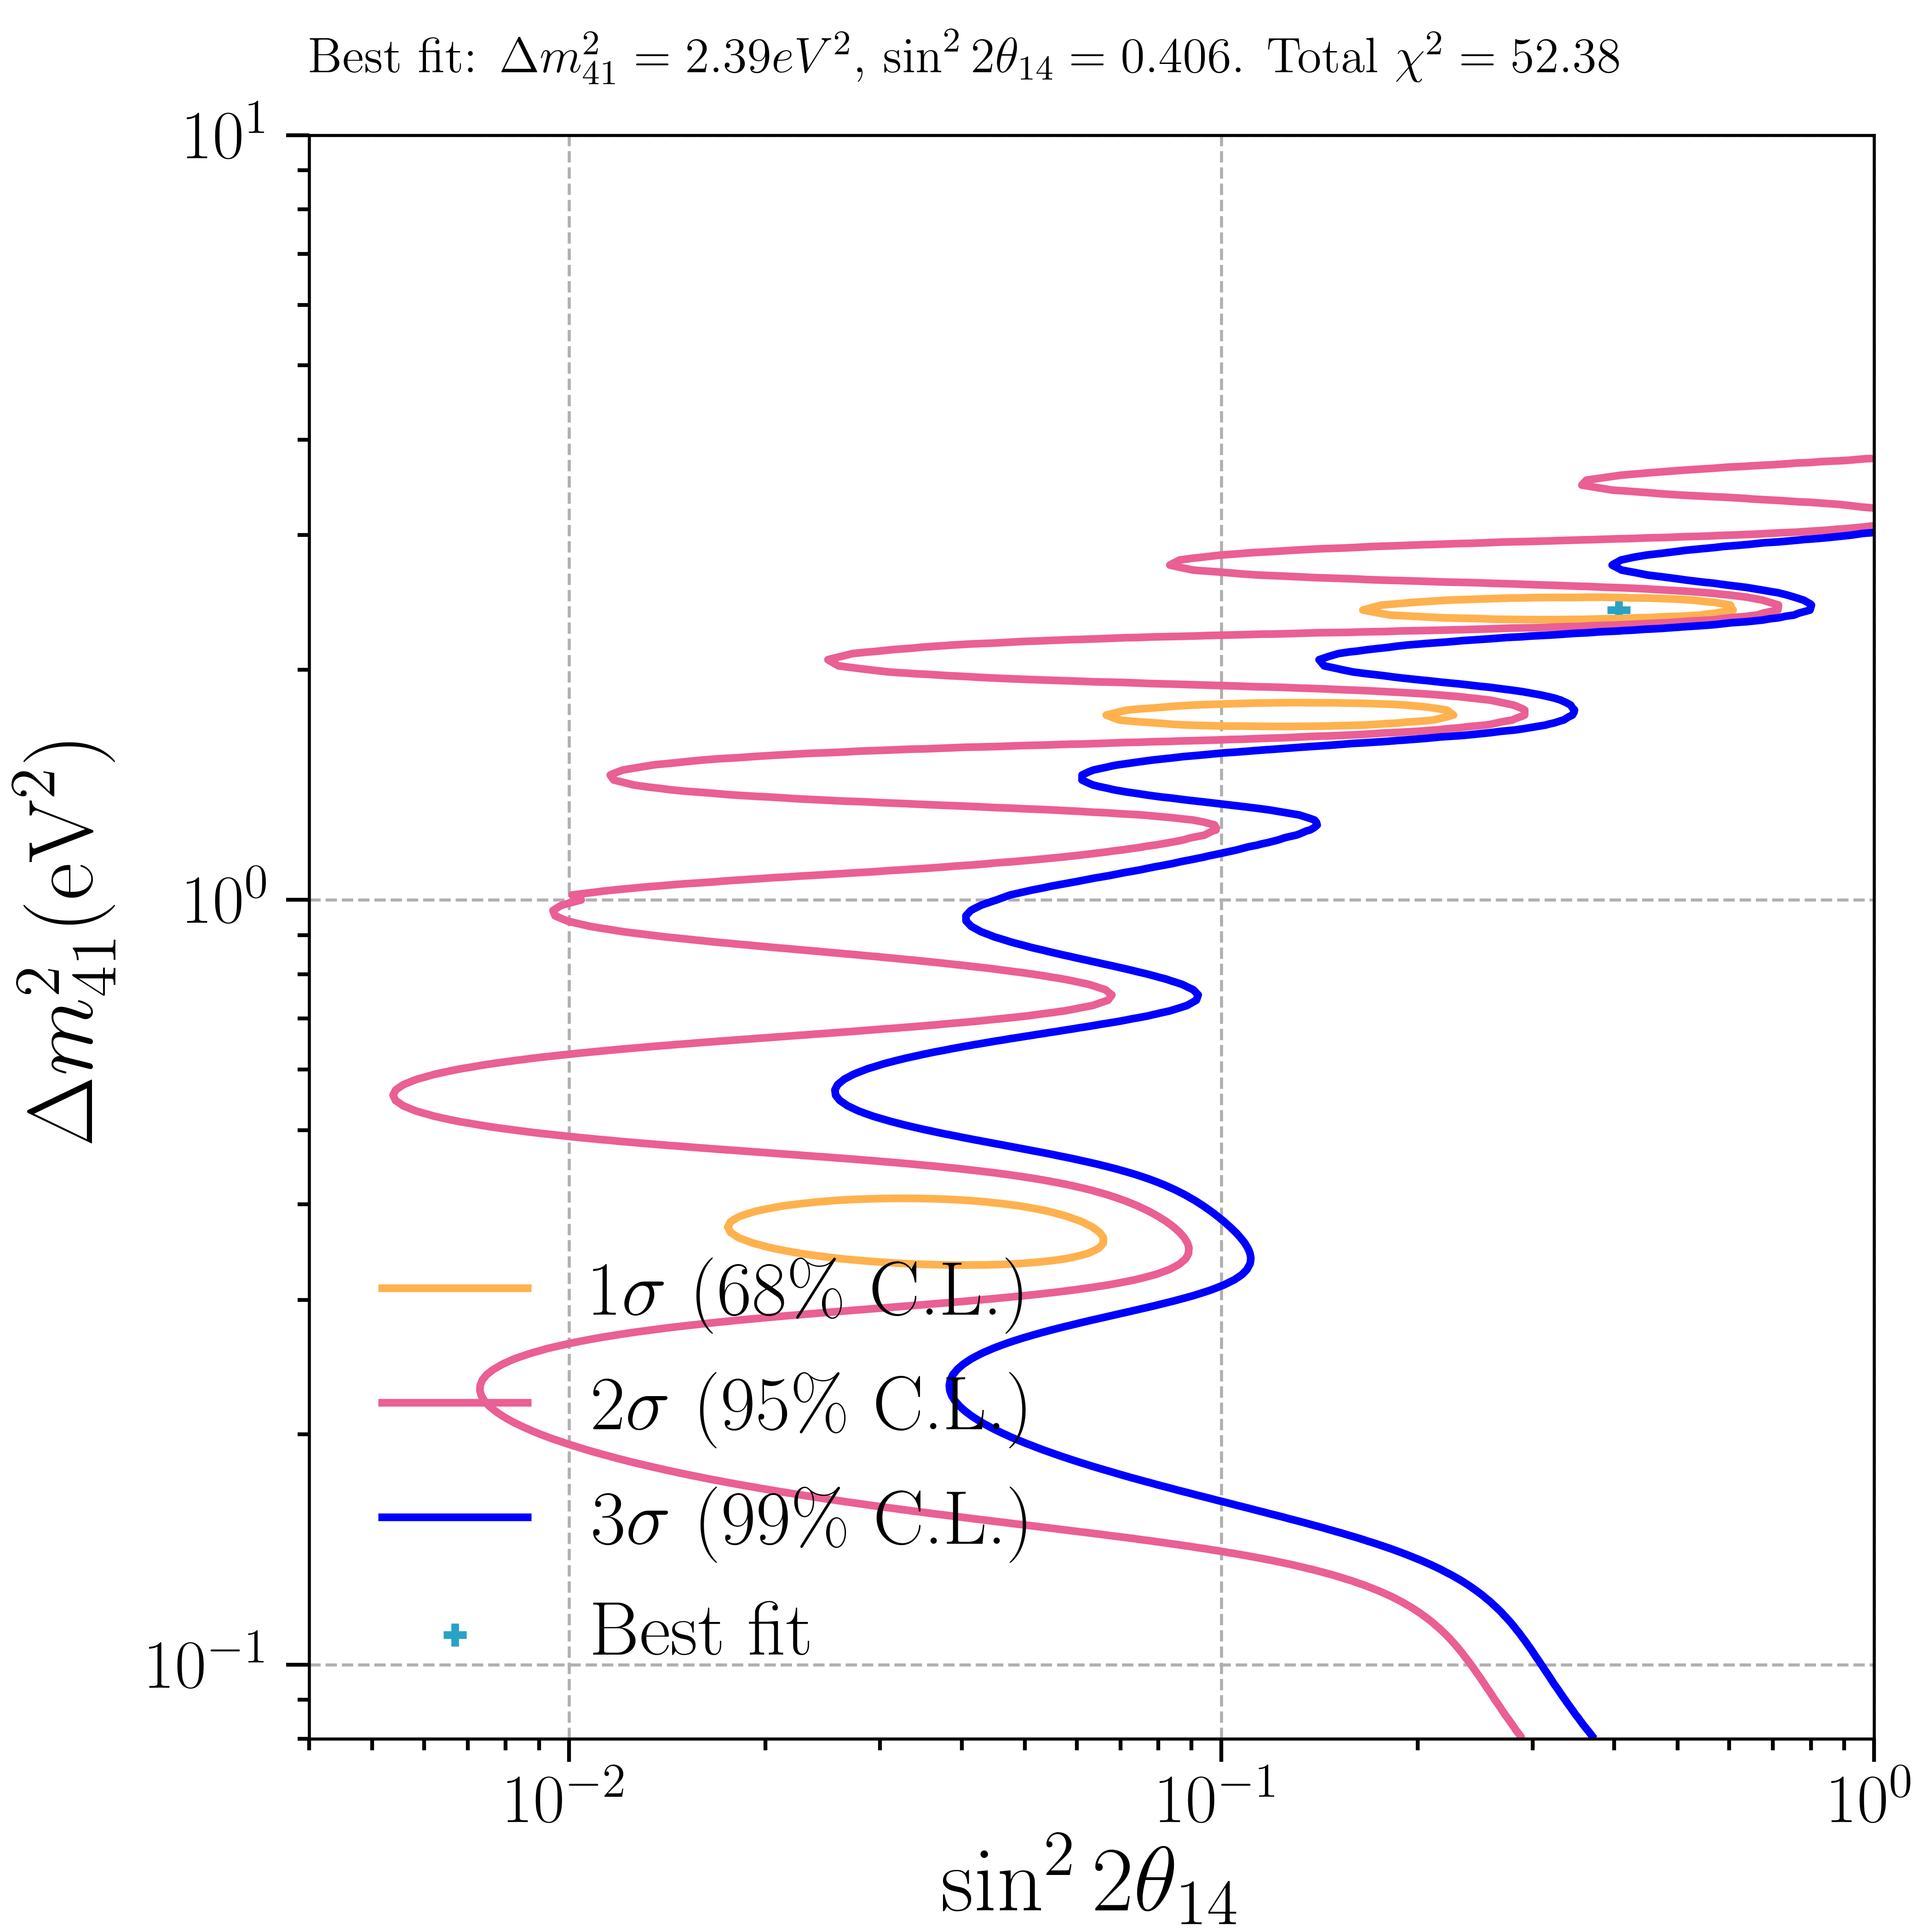 Best fit: Δm²₄₁ = 2.39eV², sin² 2θ₁₄ = 0.406. Total χ² = 52.38
10¹
10⁰
10⁻¹
Δm²₄₁(eV²)
1σ (68% C.L.)
2σ (95% C.L.)
3σ (99% C.L.)
Best fit
10⁻²
10⁻¹
10⁰
sin² 2θ₁₄